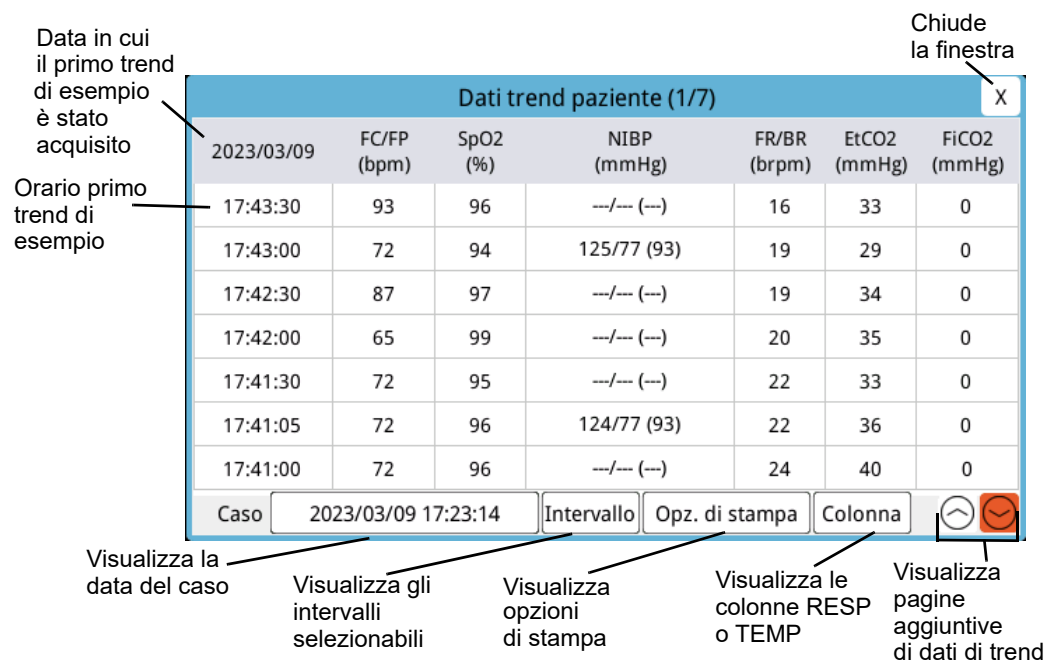 Chiude
la finestra
Data in cui
il primo trend
di esempio
è stato
acquisito
Orario primo
trend di
esempio
Dati trend paziente (1/7)
X
2023/03/09 FC/FP (bpm) SpO2 (%) NIBP (mmHg) FR/BR (brpm) EtCO2 (mmHg) FiCO2 (mmHg)
17:43:30 93 96 ---/--- (---) 16 33 0
17:43:00 72 94 125/77 (93) 19 29 0
17:42:30 87 97 ---/--- (---) 19 34 0
17:42:00 65 99 ---/--- (---) 20 35 0
17:41:30 72 95 ---/--- (---) 22 33 0
17:41:05 72 96 124/77 (93) 22 36 0
17:41:00 72 96 ---/--- (---) 24 40 0
Caso 2023/03/09 17:23:14 Intervallo Opz. di stampa Colonna
Visualizza la
data del caso
Visualizza gli
intervalli
selezionabili
Visualizza
opzioni
di stampa
Visualizza le
colonne RESP
o TEMP
Visualizza
pagine
aggiuntive
di dati di trend